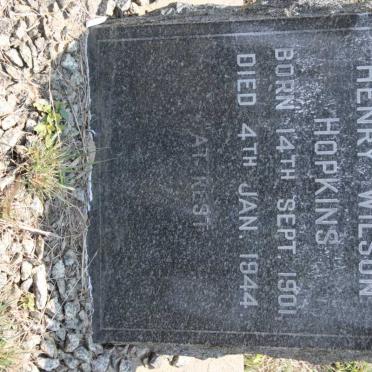 HENRY WILSON
HOPKINS
BORN 14TH SEPT. 1901
DIED 4TH JAN. 1944
AT REST